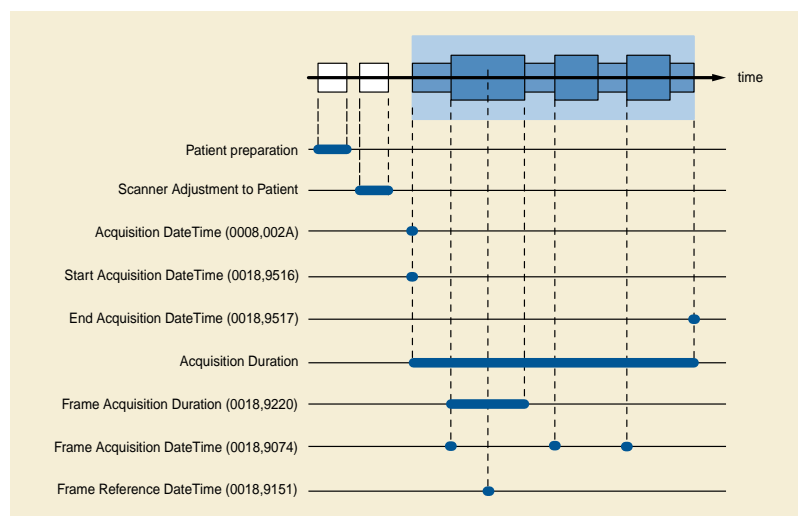 time
Patient preparation
Scanner Adjustment to Patient
Acquisition DateTime (0008,002A)
Start Acquisition DateTime (0018,9516)
End Acquisition DateTime (0018,9517)
Acquisition Duration
Frame Acquisition Duration (0018,9220)
Frame Acquisition DateTime (0018,9074)
Frame Reference DateTime (0018,9151)